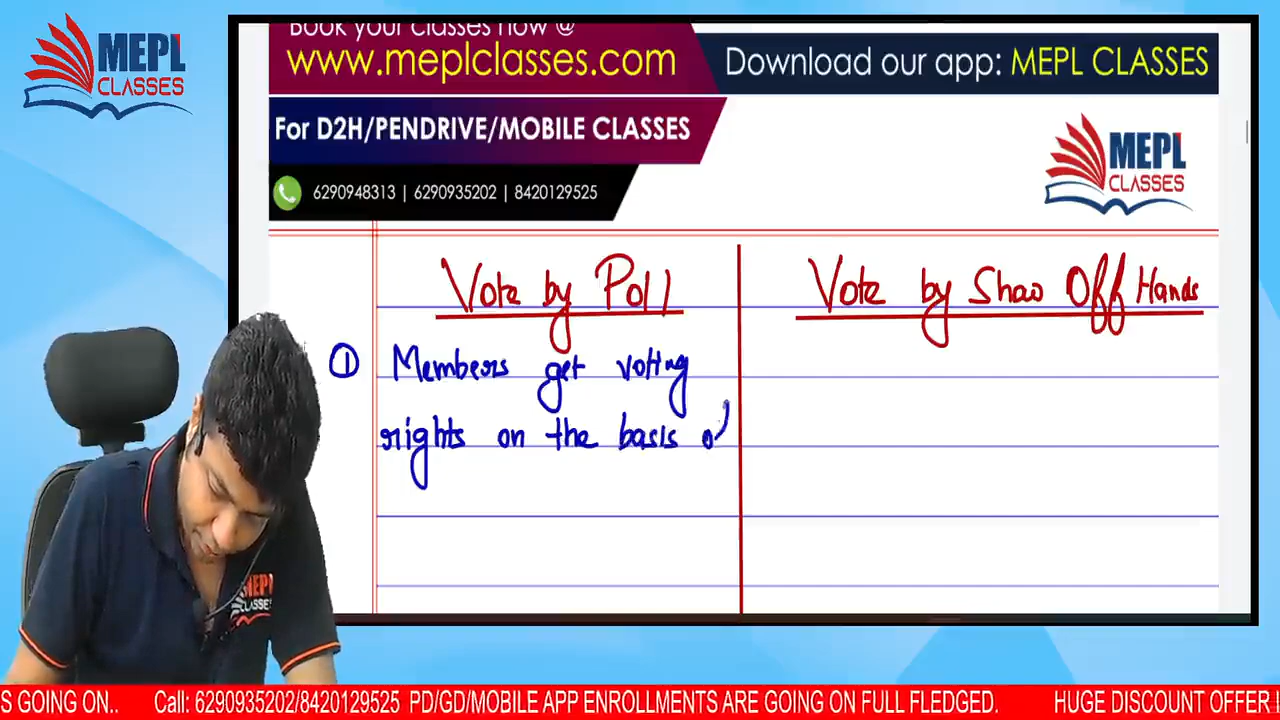 MEPL
CLASSES
Book your classes now @
www.meplclasses.com
Download our app: MEPL CLASSES
For D2H/PENDRIVE/MOBILE CLASSES
6290948313 | 6290935202 | 8420129525
MEPL
CLASSES
Vote by Poll
Vote by Show Off Hands
① Members get voting
rights on the basis of
MEPL
CLASSES
S GOING ON.. Call: 6290935202/8420129525 PD/GD/MOBILE APP ENROLLMENTS ARE GOING ON FULL FLEDGED. HUGE DISCOUNT OFFER I